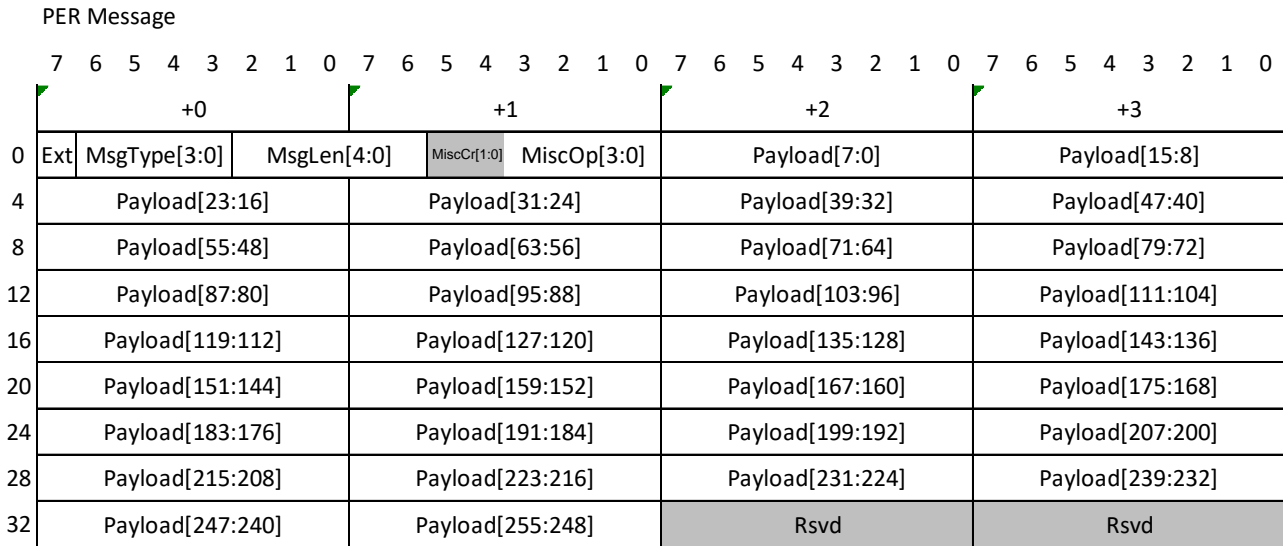 PER Message
7 6 5 4 3 2 1 0 7 6 5 4 3 2 1 0 7 6 5 4 3 2 1 0 7 6 5 4 3 2 1 0
+0 +1 +2 +3
0 Ext MsgType[3:0] MsgLen[4:0] MiscCr[1:0] MiscOp[3:0] Payload[7:0] Payload[15:8]
4 Payload[23:16] Payload[31:24] Payload[39:32] Payload[47:40]
8 Payload[55:48] Payload[63:56] Payload[71:64] Payload[79:72]
12 Payload[87:80] Payload[95:88] Payload[103:96] Payload[111:104]
16 Payload[119:112] Payload[127:120] Payload[135:128] Payload[143:136]
20 Payload[151:144] Payload[159:152] Payload[167:160] Payload[175:168]
24 Payload[183:176] Payload[191:184] Payload[199:192] Payload[207:200]
28 Payload[215:208] Payload[223:216] Payload[231:224] Payload[239:232]
32 Payload[247:240] Payload[255:248] Rsvd Rsvd